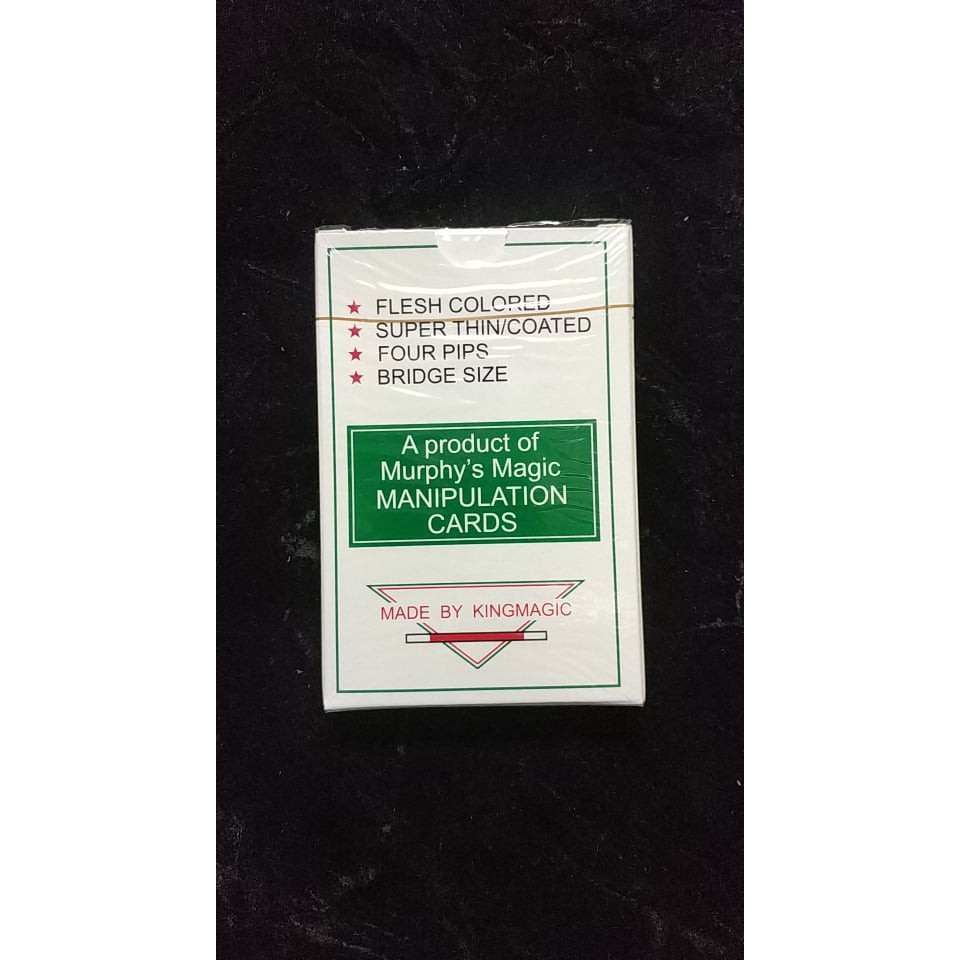 FLESH COLORED
SUPER THIN/COATED
FOUR PIPS
BRIDGE SIZE
A product of
Murphy's Magic
MANIPULATION
CARDS
MADE BY KINGMAGIC